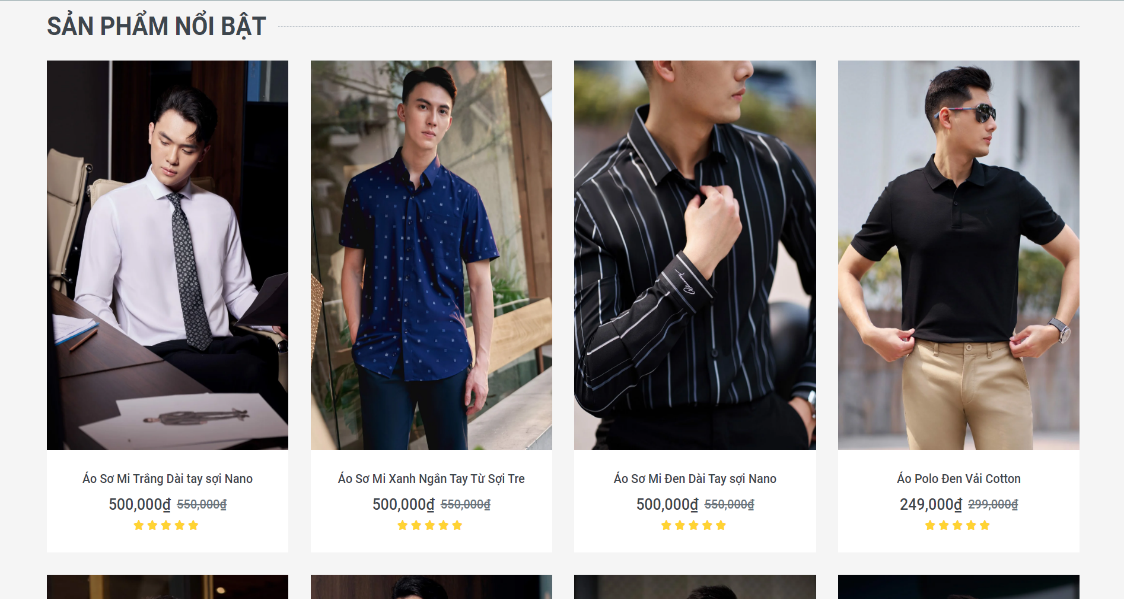 SẢN PHẨM NỔI BẬT
Áo Sơ Mi Trắng Dài tay sợi Nano
500,000₫ 550,000₫
Áo Sơ Mi Xanh Ngắn Tay Từ Sợi Tre
500,000₫ 550,000₫
Áo Sơ Mi Đen Dài Tay sợi Nano
500,000₫ 550,000₫
Áo Polo Đen Vải Cotton
249,000₫ 299,000₫